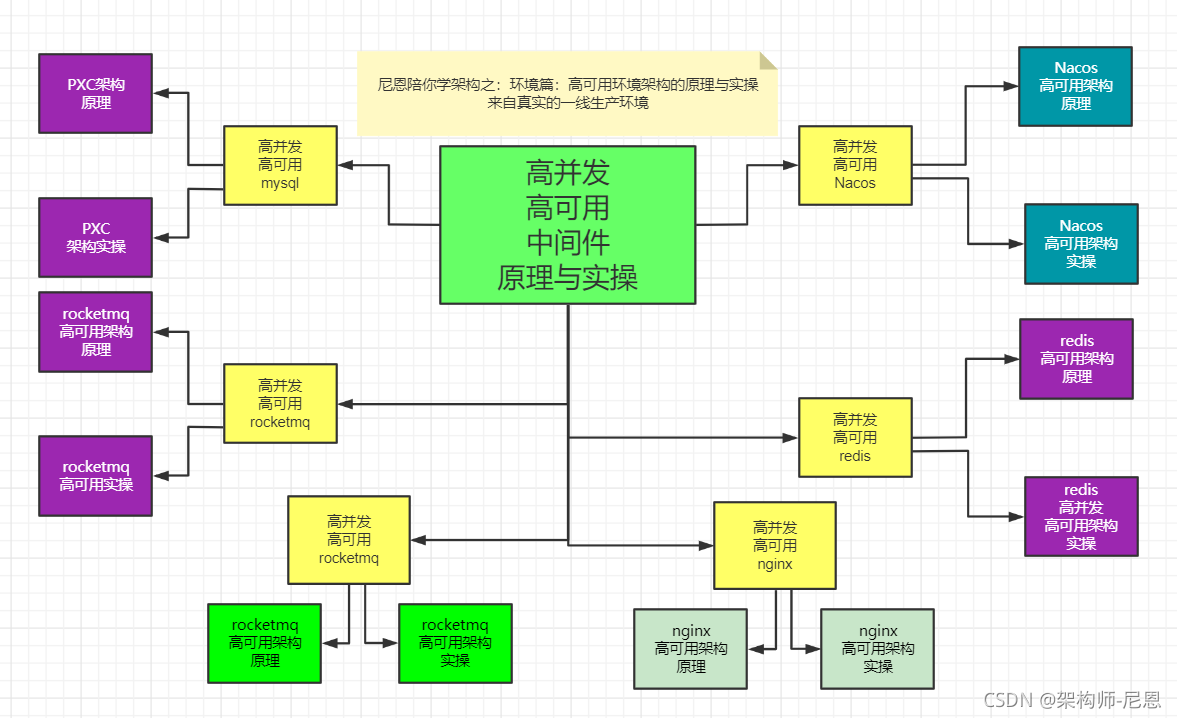 尼恩陪你学架构之：环境篇：高可用环境架构的原理与实操
来自真实的一线生产环境
高并发
高可用
中间件
原理与实操
PXC架构
原理
高并发
高可用
mysql
PXC
架构实操
rocketmq
高可用架构
原理
高并发
高可用
rocketmq
rocketmq
高可用实操
高并发
高可用
rocketmq
rocketmq
高可用架构
原理
rocketmq
高可用架构
实操
高并发
高可用
Nacos
Nacos
高可用架构
原理
Nacos
高可用架构
实操
高并发
高可用
redis
redis
高可用架构
原理
redis
高并发
高可用架构
实操
高并发
高可用
nginx
nginx
高可用架构
原理
nginx
高可用架构
实操
CSDN @架构师-尼恩